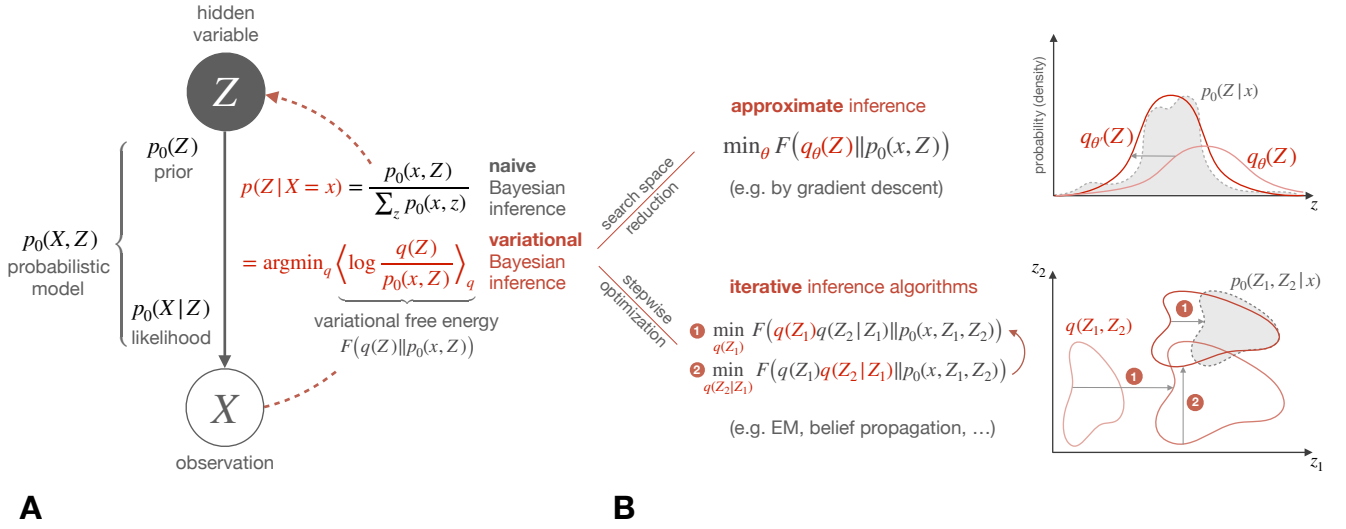 hidden
variable
Z
p₀(Z)
prior
p₀(X, Z)
probabilistic
model
p₀(X | Z)
likelihood
X
observation
p(Z | X = x) = p₀(x, Z) / ∑_z p₀(x, z)
naive
Bayesian
inference
= argmin_q ⟨log q(Z) / p₀(x, Z)⟩_q
variational
Bayesian
inference
variational free energy
F(q(Z)||p₀(x, Z))
A
search space
reduction
stepwise
optimization
approximate inference
min_θ F(q_θ(Z)||p₀(x, Z))
(e.g. by gradient descent)
probability (density)
p₀(Z | x)
q_θ′(Z)
q_θ(Z)
z
iterative inference algorithms
1 min_{q(Z₁)} F(q(Z₁)q(Z₂ | Z₁)||p₀(x, Z₁, Z₂))
2 min_{q(Z₂|Z₁)} F(q(Z₁)q(Z₂ | Z₁)||p₀(x, Z₁, Z₂))
(e.g. EM, belief propagation, …)
z₂
p₀(Z₁, Z₂ | x)
q(Z₁, Z₂)
1
1
2
z₁
B